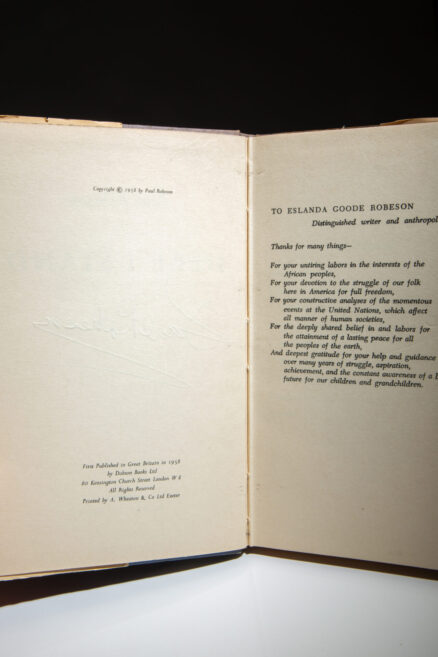 Copyright © 1958 by Paul Robeson
First Published in Great Britain in 1958
by Dobson Books Ltd
80 Kensington Church Street London W 8
All Rights Reserved
Printed by A. Wheaton & Co Ltd Exeter
TO ESLANDA GOODE ROBESON
Distinguished writer and anthropol
Thanks for many things—
For your untiring labors in the interests of the
African peoples,
For your devotion to the struggle of our folk
here in America for full freedom,
For your constructive analyses of the momentous
events at the United Nations, which affect
all manner of human societies,
For the deeply shared belief in and labors for
the attainment of a lasting peace for all
the peoples of the earth,
And deepest gratitude for your help and guidance
over many years of struggle, aspiration,
achievement, and the constant awareness of a
future for our children and grandchildren.